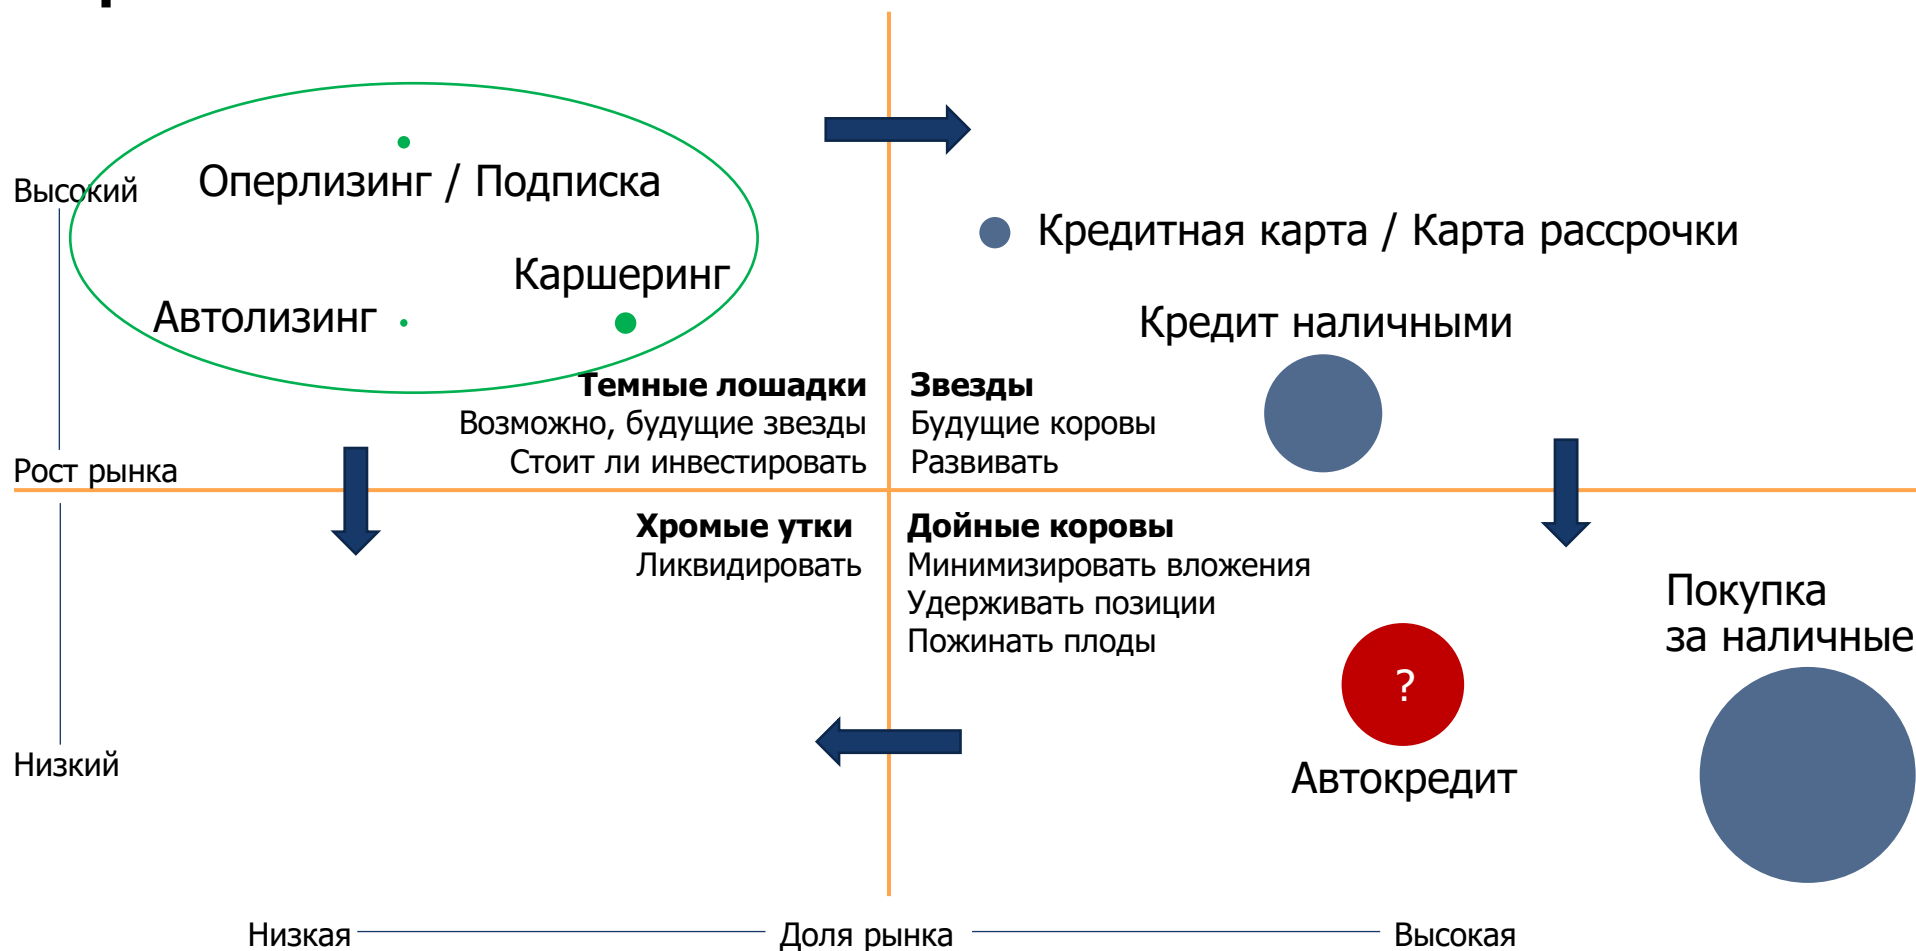 Оперлизинг / Подписка
Высокий
Кредитная карта / Карта рассрочки
Каршеринг
Автолизинг
Кредит наличными
Темные лошадки
Возможно, будущие звезды
Стоит ли инвестировать
Звезды
Будущие коровы
Развивать
Рост рынка
Хромые утки
Ликвидировать
Дойные коровы
Минимизировать вложения
Удерживать позиции
Пожинать плоды
Покупка
за наличные
?
Автокредит
Низкий
Низкая
Доля рынка
Высокая